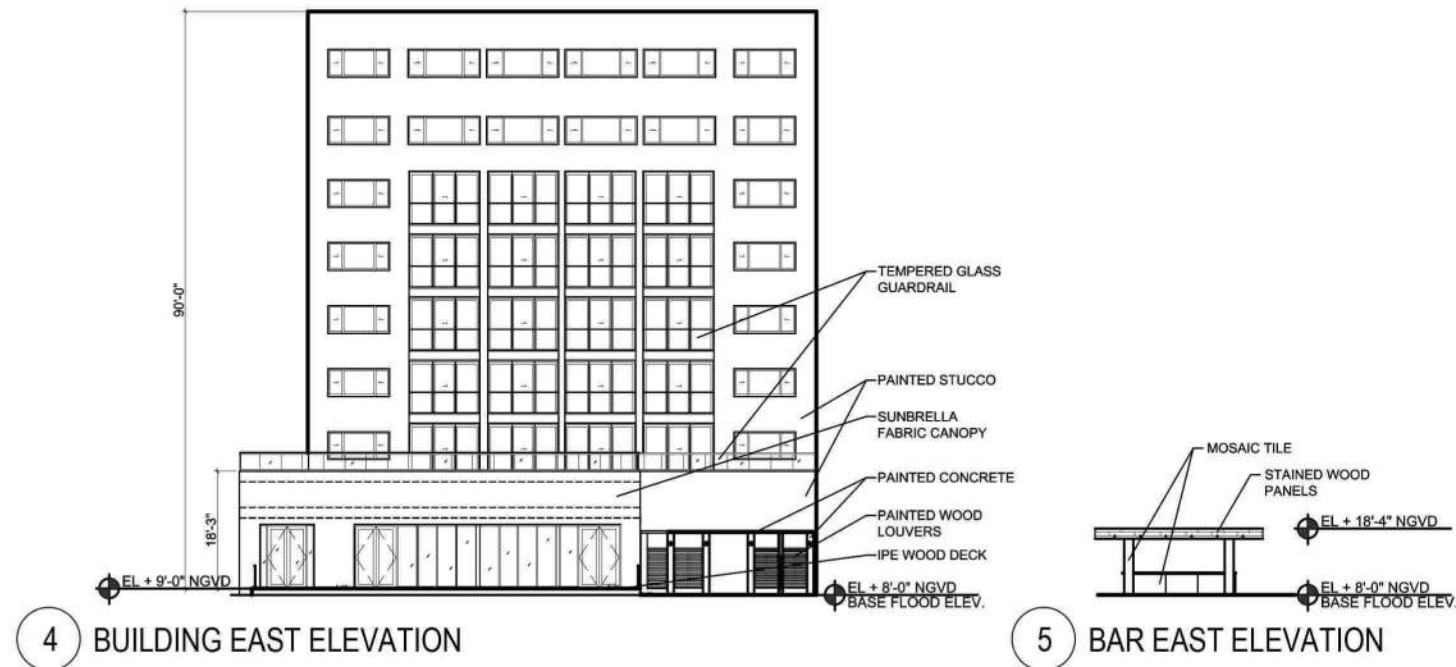 90'-0"
18'-3"
TEMPERED GLASS
GUARDRAIL
PAINTED STUCCO
SUNBRELLA
FABRIC CANOPY
PAINTED CONCRETE
PAINTED WOOD
LOUVERS
IPE WOOD DECK
EL + 9'-0" NGVD
EL + 8'-0" NGVD
BASE FLOOD ELEV.
4 BUILDING EAST ELEVATION
MOSAIC TILE
STAINED WOOD
PANELS
EL + 18'-4" NGVD
EL + 8'-0" NGVD
BASE FLOOD ELEV.
5 BAR EAST ELEVATION